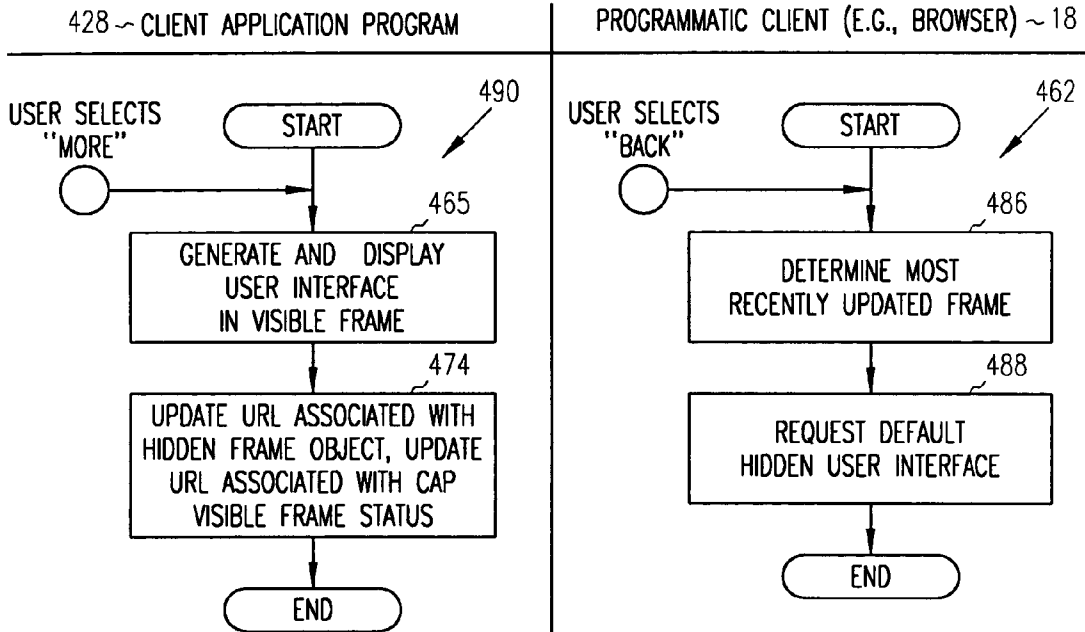 428 ~ CLIENT APPLICATION PROGRAM
USER SELECTS
"MORE"
START
490
465
GENERATE AND DISPLAY
USER INTERFACE
IN VISIBLE FRAME
474
UPDATE URL ASSOCIATED WITH
HIDDEN FRAME OBJECT, UPDATE
URL ASSOCIATED WITH CAP
VISIBLE FRAME STATUS
END
PROGRAMMATIC CLIENT (E.G., BROWSER) ~ 18
USER SELECTS
"BACK"
START
462
486
DETERMINE MOST
RECENTLY UPDATED FRAME
488
REQUEST DEFAULT
HIDDEN USER INTERFACE
END